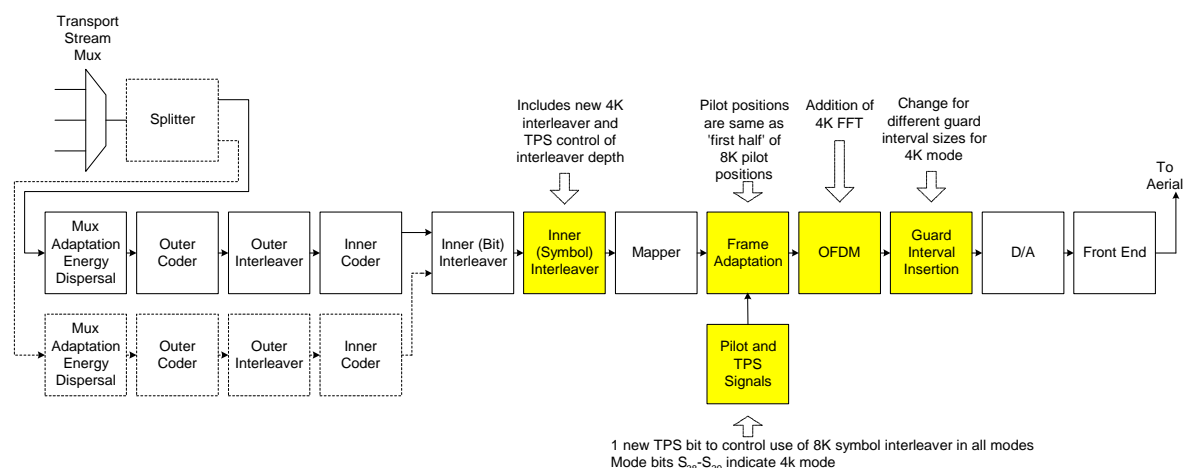 Transport
Stream
Mux
Splitter
Includes new 4K
interleaver and
TPS control of
interleaver depth
Pilot positions
are same as
'first half' of
8K pilot
positions
Addition of
4K FFT
Change for
different guard
interval sizes for
4K mode
To
Aerial
Mux
Adaptation
Energy
Dispersal
Outer
Coder
Outer
Interleaver
Inner
Coder
Inner (Bit)
Interleaver
Inner
(Symbol)
Interleaver
Mapper
Frame
Adaptation
OFDM
Guard
Interval
Insertion
D/A
Front End
Mux
Adaptation
Energy
Dispersal
Outer
Coder
Outer
Interleaver
Inner
Coder
Pilot and
TPS
Signals
1 new TPS bit to control use of 8K symbol interleaver in all modes
Mode bits S38-S39 indicate 4k mode